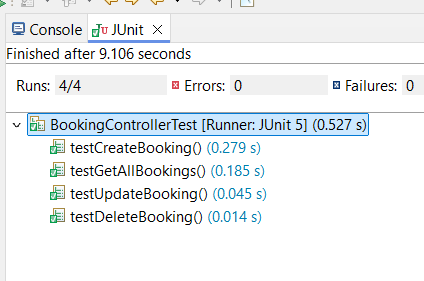 Console JUnit
Finished after 9.106 seconds
Runs: 4/4 Errors: 0 Failures: 0
BookingControllerTest [Runner: JUnit 5] (0.527 s)
testCreateBooking() (0.279 s)
testGetAllBookings() (0.185 s)
testUpdateBooking() (0.045 s)
testDeleteBooking() (0.014 s)